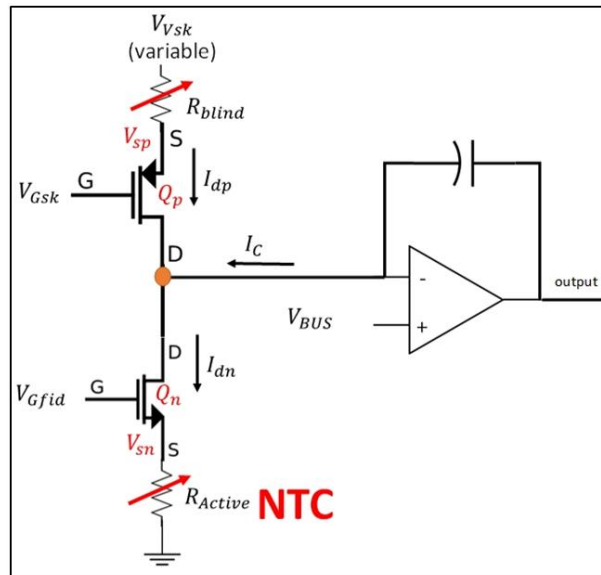 V_Vsk
(variable)
R_blind
V_sp
S
G
V_Gsk
Q_p
I_dp
D
I_C
-
output
V_BUS
+
D
I_dn
V_Gfid
G
Q_n
V_sn
S
R_Active
NTC